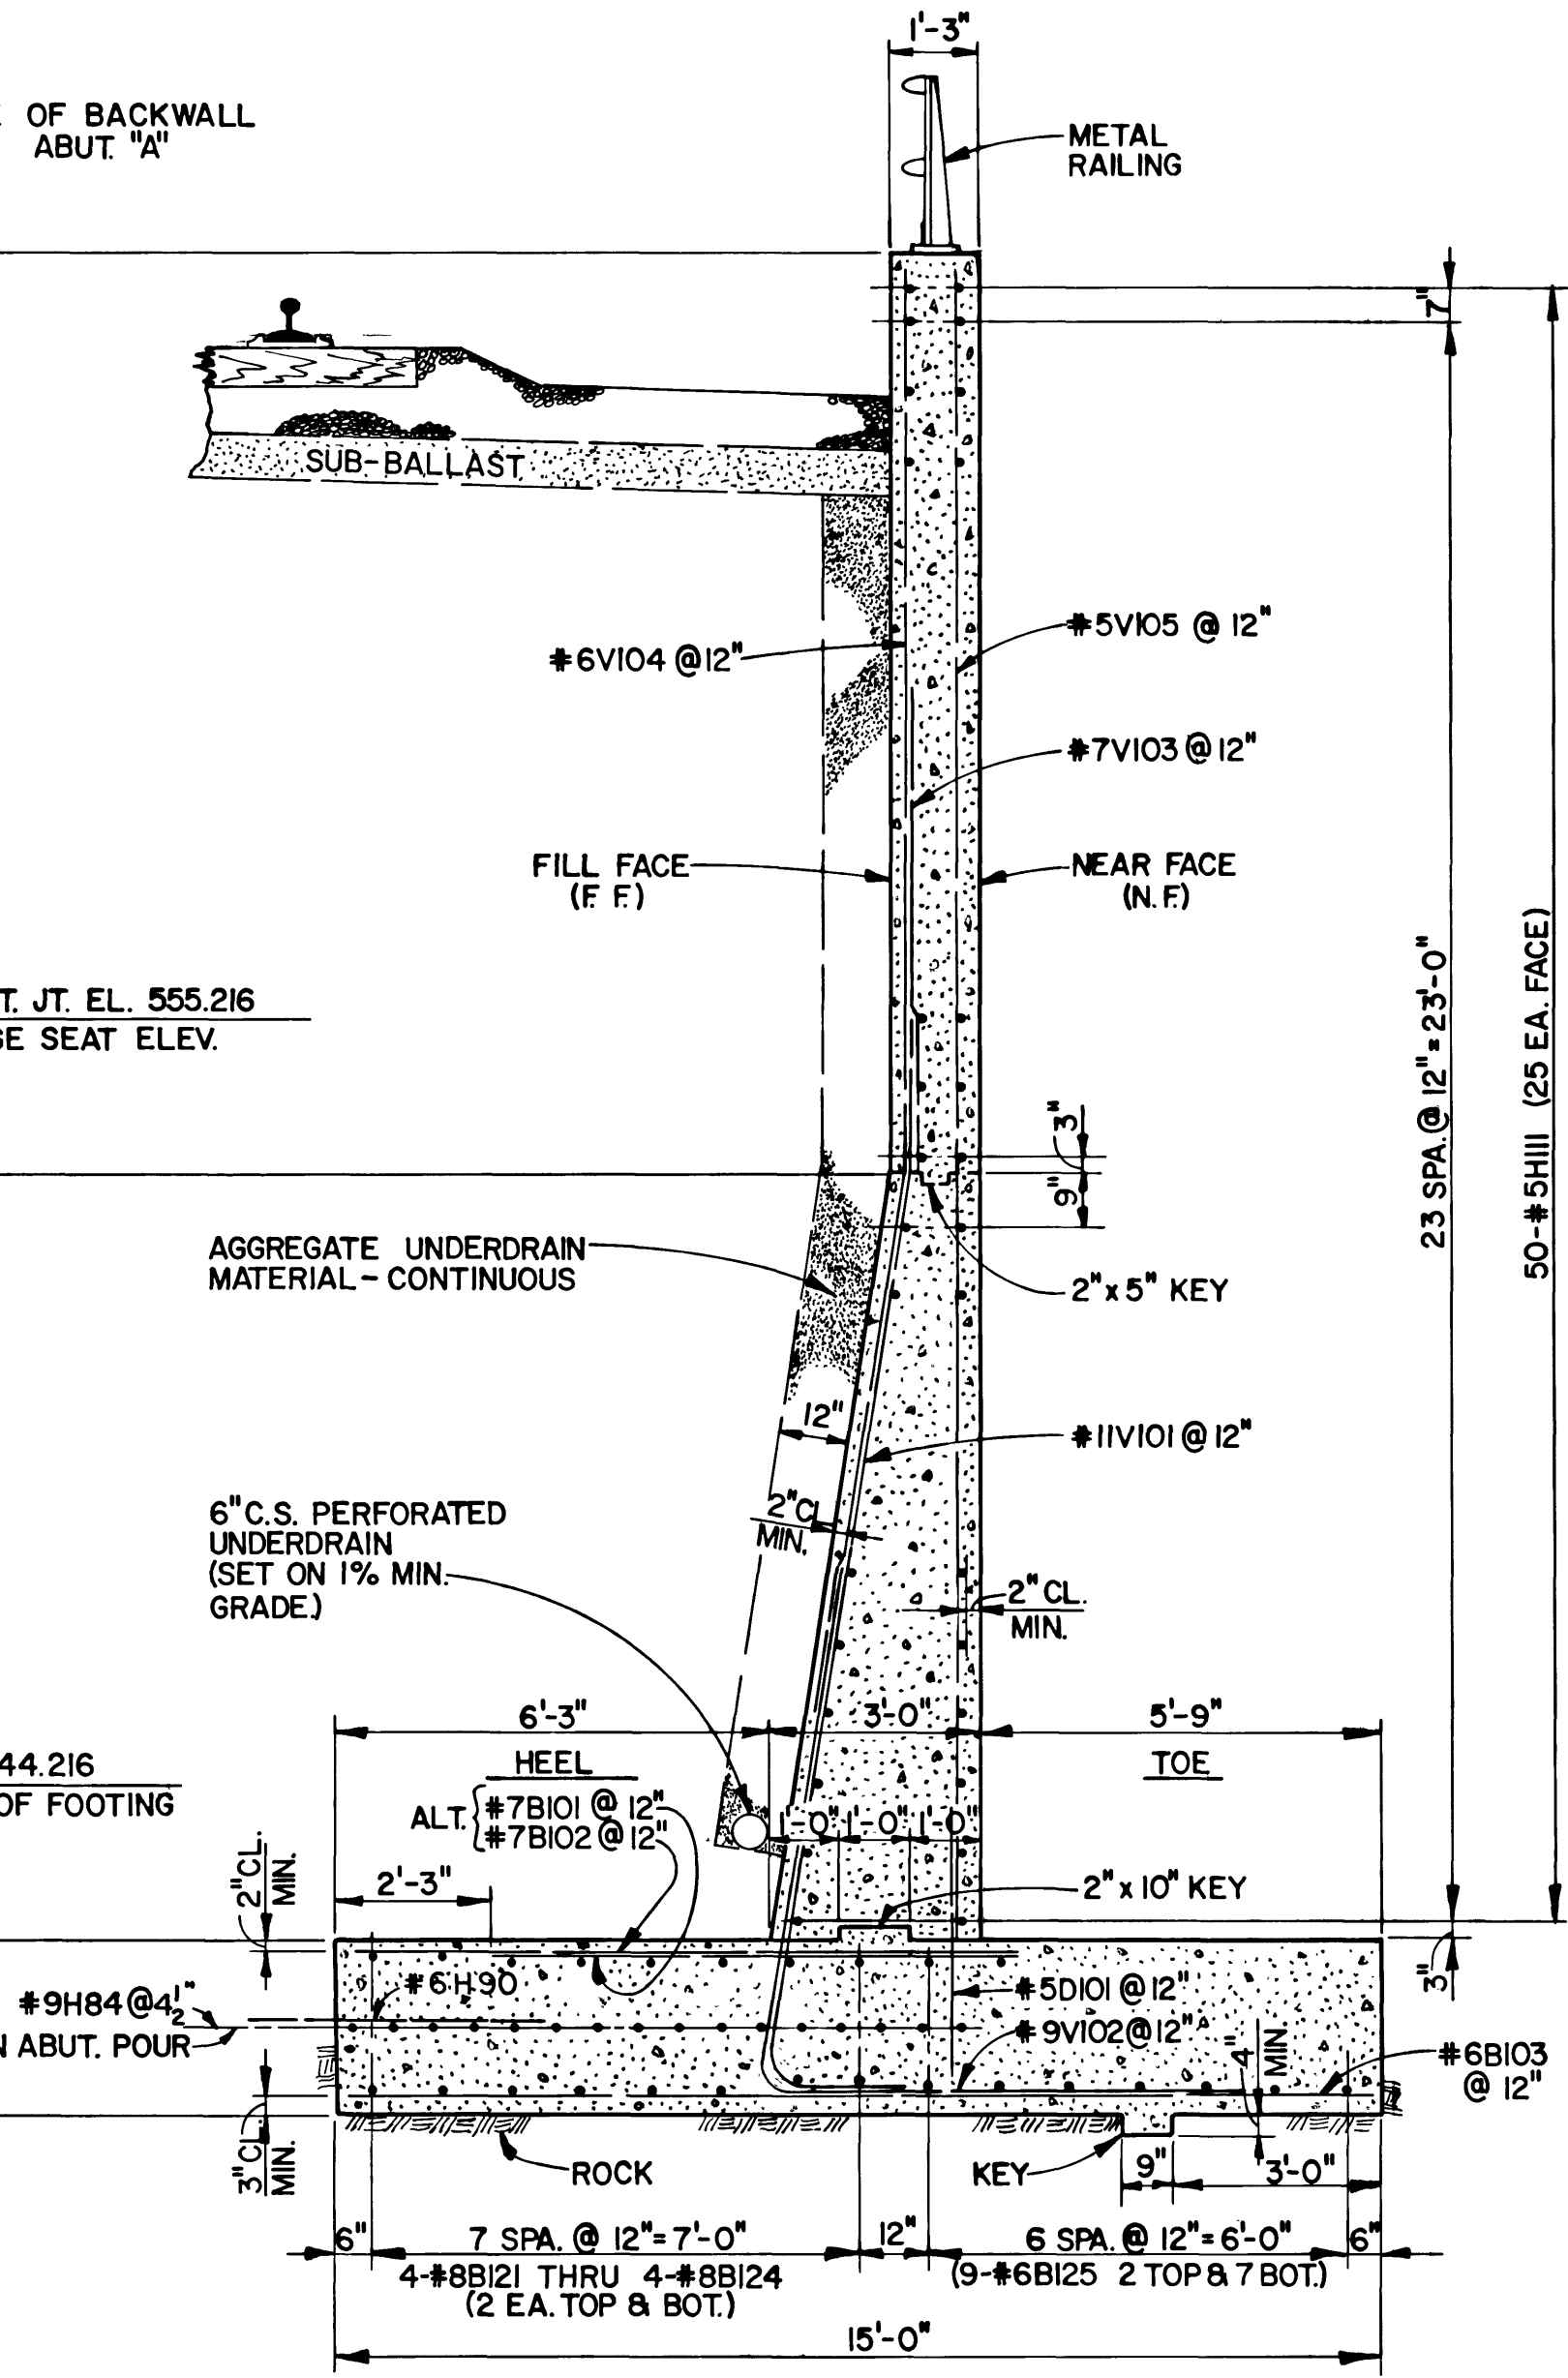 1'-3"
OF BACKWALL
ABUT. "A"
METAL
RAILING
7"
SUB-BALLAST
#6V104 @ 12"
#5V105 @ 12"
#7V103 @ 12"
FILL FACE
(F. F.)
NEAR FACE
(N. F.)
23 SPA. @ 12" = 23'-0"
50-#5H111 (25 EA. FACE)
T. JT. EL. 555.216
GE SEAT ELEV.
3"
9"
AGGREGATE UNDERDRAIN
MATERIAL - CONTINUOUS
2" x 5" KEY
12"
#11V101 @ 12"
6" C.S. PERFORATED
UNDERDRAIN
(SET ON 1% MIN.
GRADE.)
2" CL.
MIN.
2" CL.
MIN.
6'-3"
3'-0"
5'-9"
HEEL
TOE
44.216
OF FOOTING
ALT. { #7B101 @ 12"
#7B102 @ 12"
1'-0" 1'-0" 1'-0"
2" CL.
MIN.
2'-3"
2" x 10" KEY
3"
#6H90
#5D101 @ 12"
#9H84 @ 4 1/2"
N ABUT. POUR
#9V102 @ 12"
4"
MIN
#6B103
@ 12"
3" CL.
MIN.
ROCK
KEY
9"
3'-0"
6"
7 SPA. @ 12" = 7'-0"
12"
6 SPA. @ 12" = 6'-0"
6"
4-#8B121 THRU 4-#8B124
(2 EA. TOP & BOT.)
(9-#6B125 2 TOP & 7 BOT.)
15'-0"